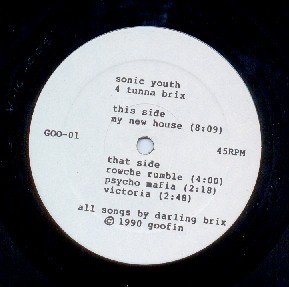 sonic youth
4 tunna brix
this side
my new house (8:09)
GOO-01
45RPM
that side
rowche rumble (4:00)
psycho mafia (2:18)
victoria (2:48)
all songs by darling brix
© 1990 goofin